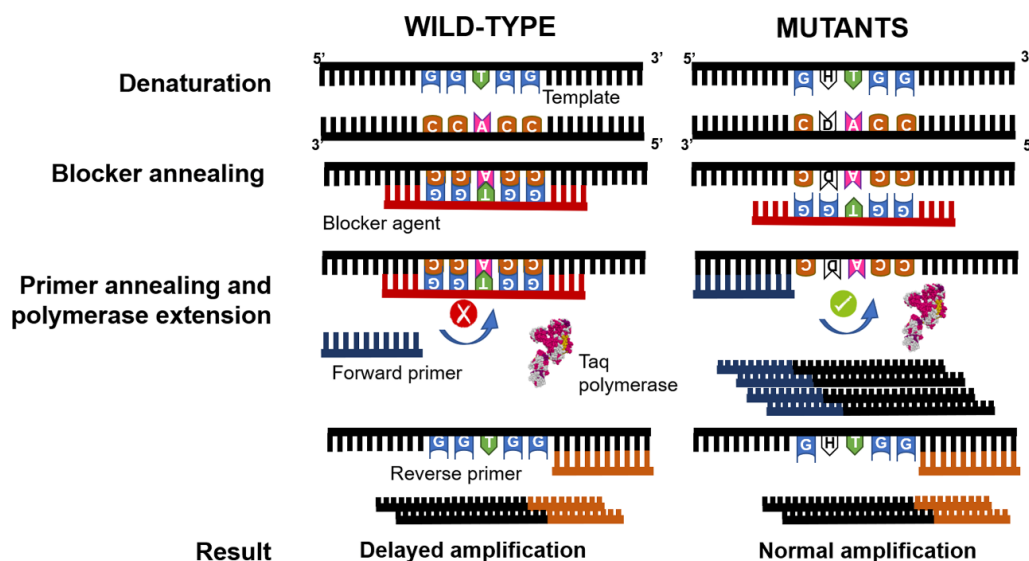 WILD-TYPE
MUTANTS
Denaturation
5’
3’
5’
3
G G T G G
Template
G H T G G
C C A C C
C D A C C
3’
5’
3’
5
Blocker annealing
C C A C C
G G T G G
C D A C C
G G T G G
Blocker agent
Primer annealing and
polymerase extension
C C A C C
G G T G G
C D A C C
X
Forward primer
Taq
polymerase
G G T G G
G H T G G
Reverse primer
Result
Delayed amplification
Normal amplification